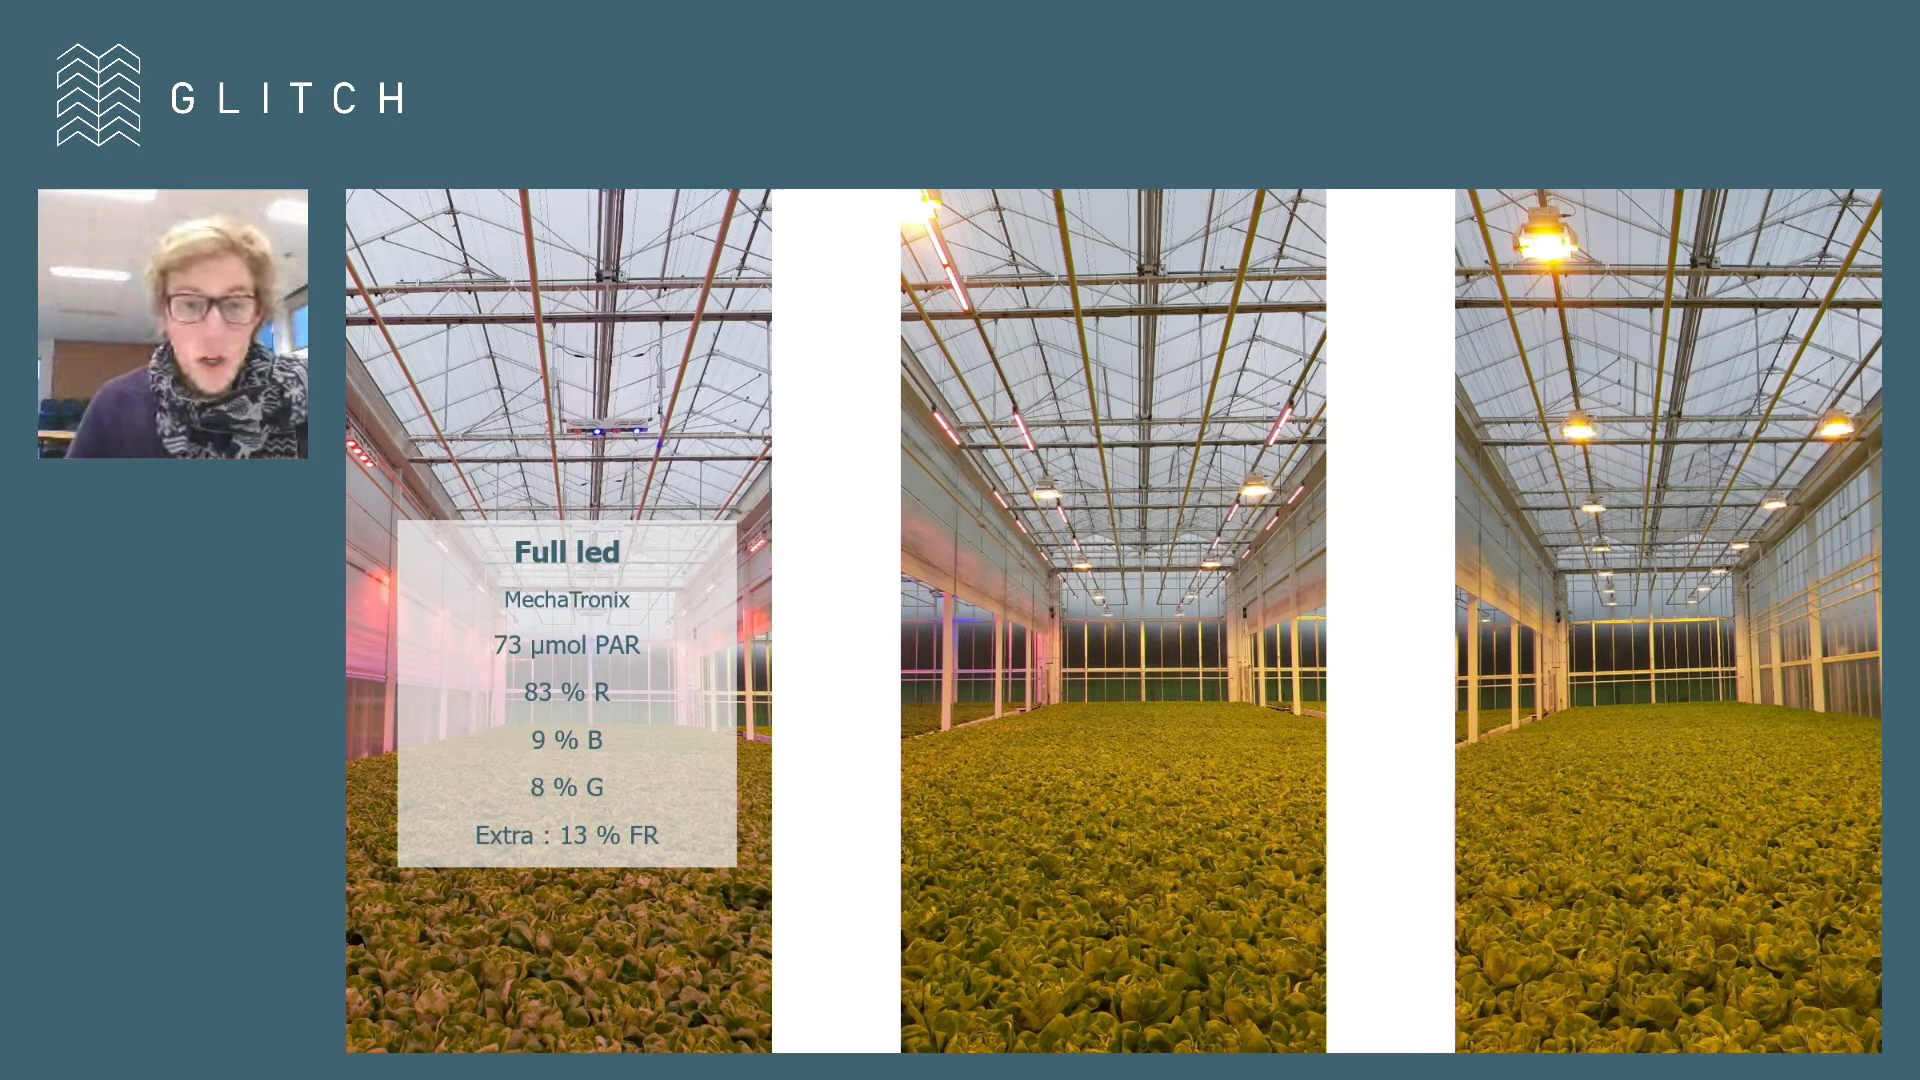 GLITCH
Full led
MechaTronix
73 µmol PAR
83 % R
9 % B
8 % G
Extra : 13 % FR